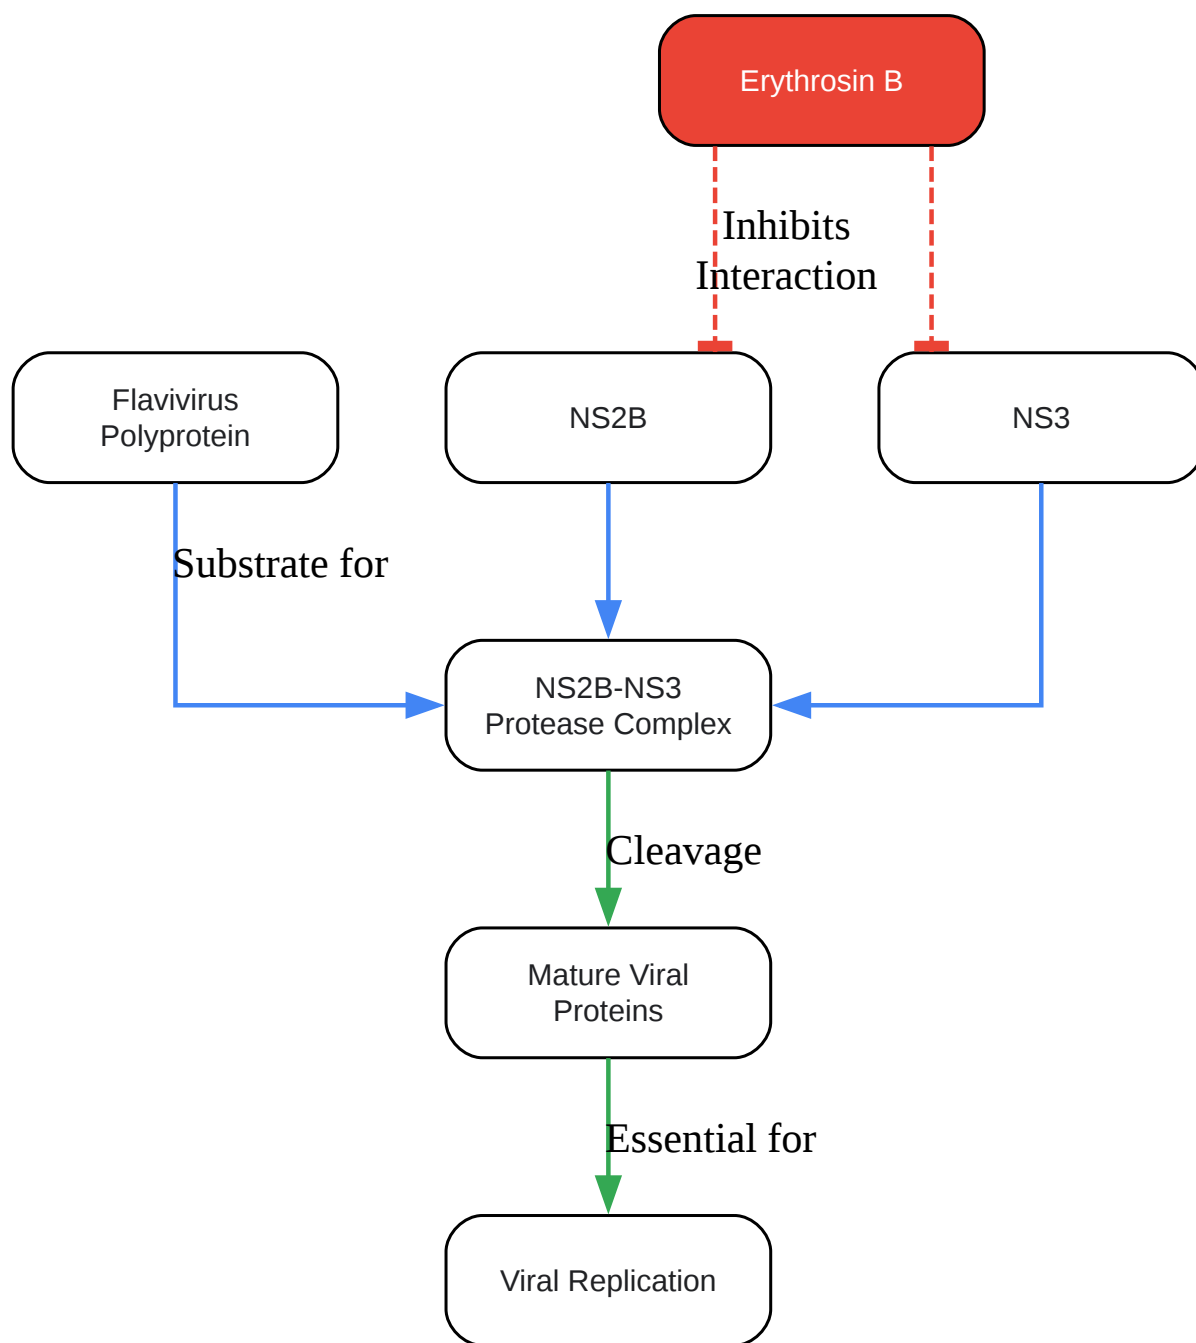 Erythrosin B
Inhibits
Interaction
Flavivirus
Polyprotein
NS2B
NS3
Substrate for
NS2B-NS3
Protease Complex
Cleavage
Mature Viral
Proteins
Essential for
Viral Replication